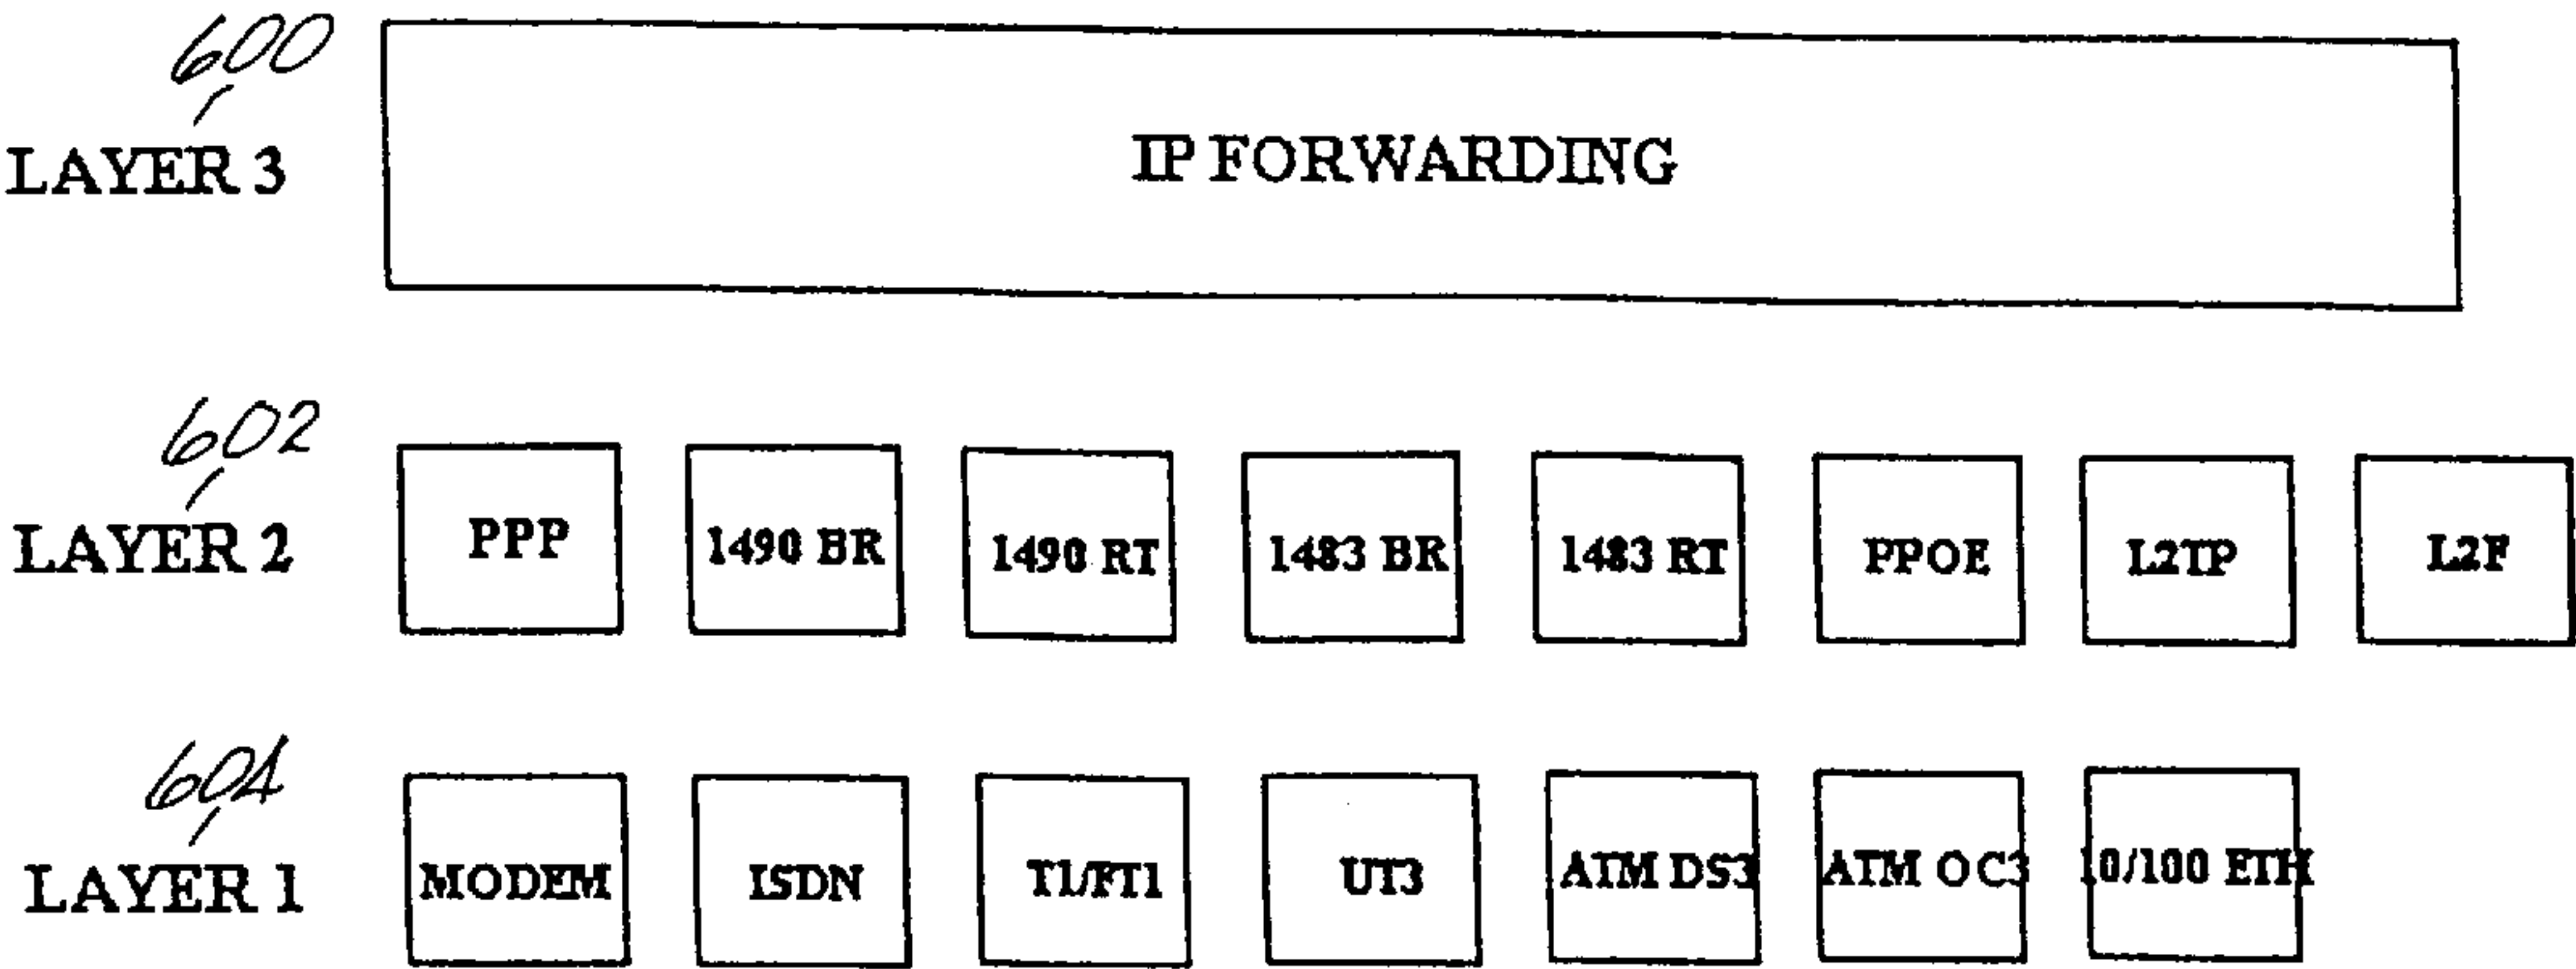 600
LAYER 3
IP FORWARDING
602
LAYER 2
PPP
1490 BR
1490 RT
1483 BR
1483 RT
PPOE
L2TP
L2F
604
LAYER 1
MODEM
ISDN
T1/FT1
UT3
ATM DS3
ATM OC3
10/100 ETH